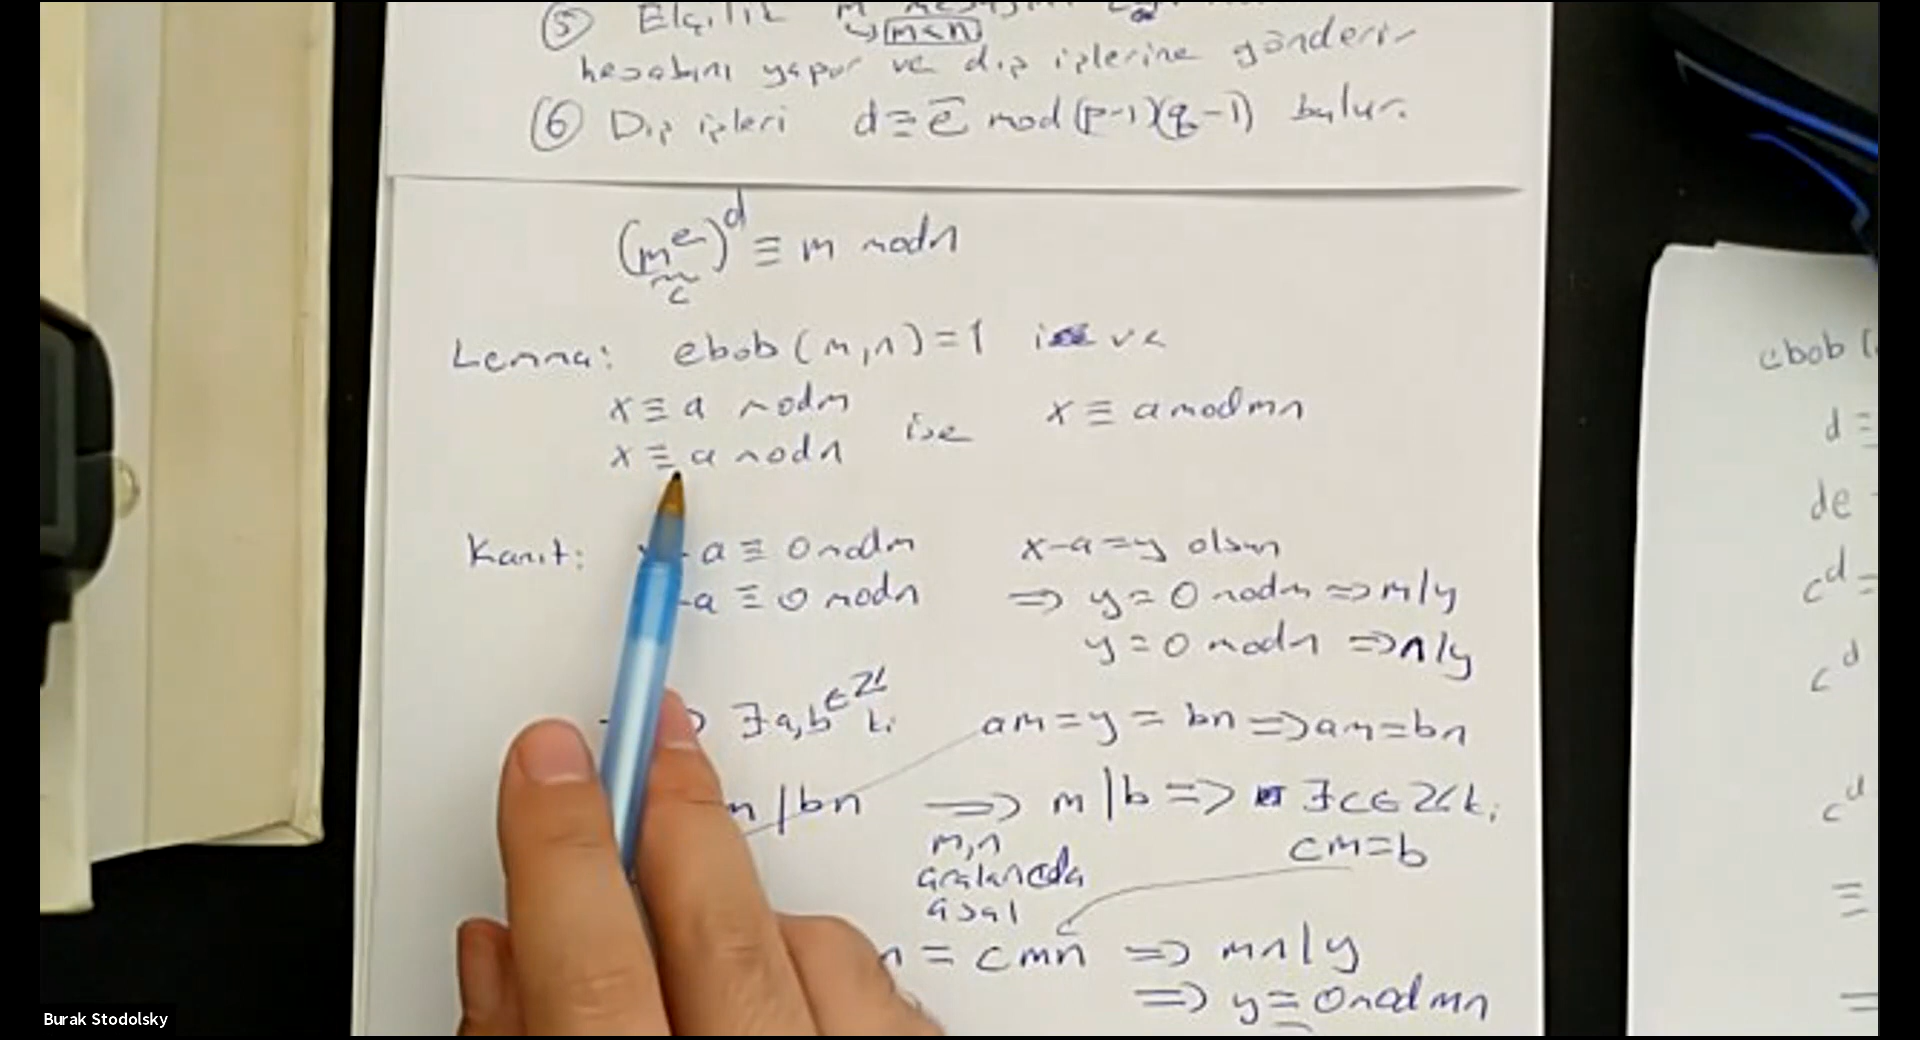 ⑤ Elçilik m
m<n
hesabını yapar ve dış işlerine gönderir
⑥ Dış işleri d ≡ e̅ mod (p-1)(q-1) bulur.
(m^e)^d ≡ m mod n
c
Lemma: ebob(m,n)=1 ve
x ≡ a mod m
x ≡ a mod n
ise x ≡ a mod mn
Kanıt: -a ≡ 0 mod m
-a ≡ 0 mod n
x-a=y olsun
⇒ y ≡ 0 mod m ⇒ m/y
y ≡ 0 mod n ⇒ n/y
∃a,b ∈ Z ki am = y = bn ⇒ am = bn
|bn ⇒ m|b ⇒ ∃c∈Z ki
m,n
aralarında
asal
cm=b
n = cmn ⇒ mn|y
⇒ y ≡ 0 mod mn
ebob (
d ≡
de
c^d =
c^d
c^d
≡
=
Burak Stodolsky